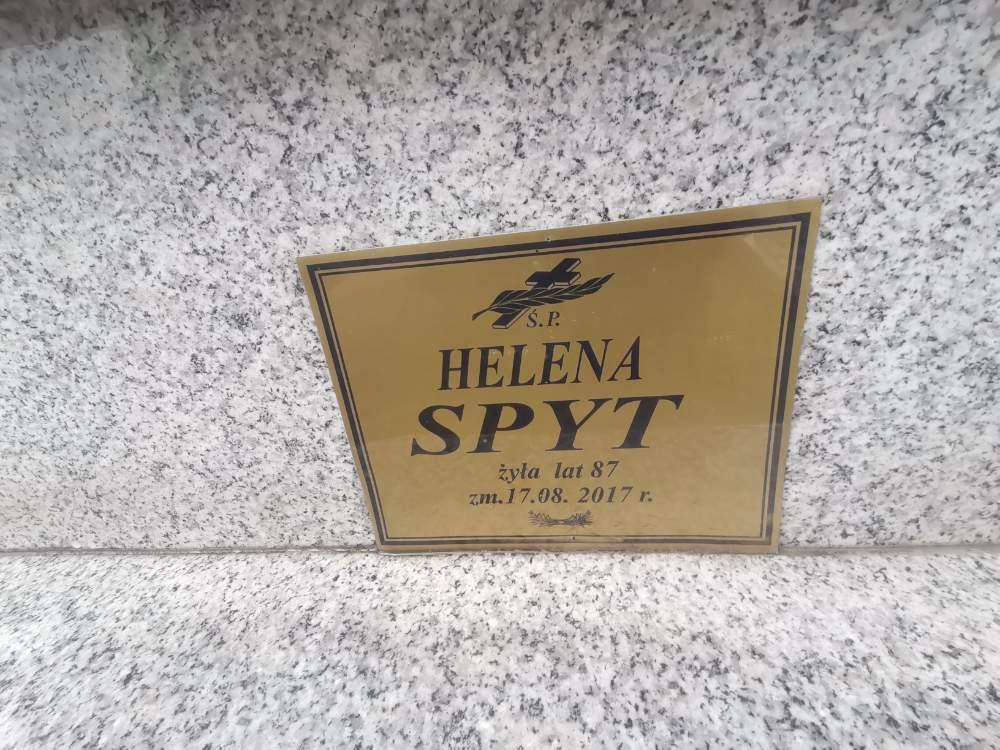 Ś.P.
HELENA
SPYT
żyła lat 87
zm.17.08. 2017 r.